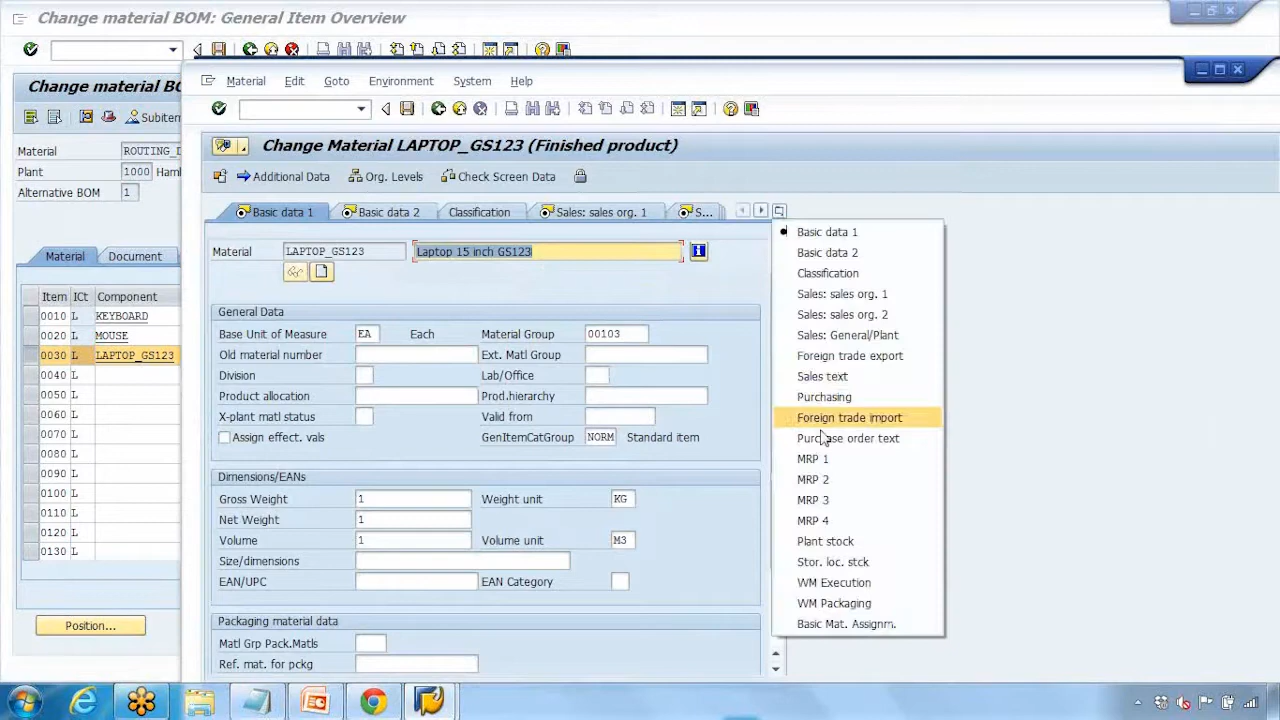 Change material BOM: General Item Overview
Change material BO
Subitem
Material ROUTING_D
Plant 1000 Hamb
Alternative BOM 1
Material Document
Item ICt Component
0010 L KEYBOARD
0020 L MOUSE
0030 L LAPTOP_GS123
0040 L
0050 L
0060 L
0070 L
0080 L
0090 L
0100 L
0110 L
0120 L
0130 L
Position...
Material Edit Goto Environment System Help
Change Material LAPTOP_GS123 (Finished product)
Additional Data Org. Levels Check Screen Data
Basic data 1 Basic data 2 Classification Sales: sales org. 1 S...
Material LAPTOP_GS123 Laptop 15 inch GS123
General Data
Base Unit of Measure EA Each Material Group 00103
Old material number Ext. Matl Group
Division Lab/Office
Product allocation Prod.hierarchy
X-plant matl status Valid from
Assign effect. vals GenItemCatGroup NORM Standard item
Dimensions/EANs
Gross Weight 1 Weight unit KG
Net Weight 1
Volume 1 Volume unit M3
Size/dimensions
EAN/UPC EAN Category
Packaging material data
Matl Grp Pack.Matls
Ref. mat. for pckg
Basic data 1
Basic data 2
Classification
Sales: sales org. 1
Sales: sales org. 2
Sales: General/Plant
Foreign trade export
Sales text
Purchasing
Foreign trade import
Purchase order text
MRP 1
MRP 2
MRP 3
MRP 4
Plant stock
Stor. loc. stck
WM Execution
WM Packaging
Basic Mat. Assignm.